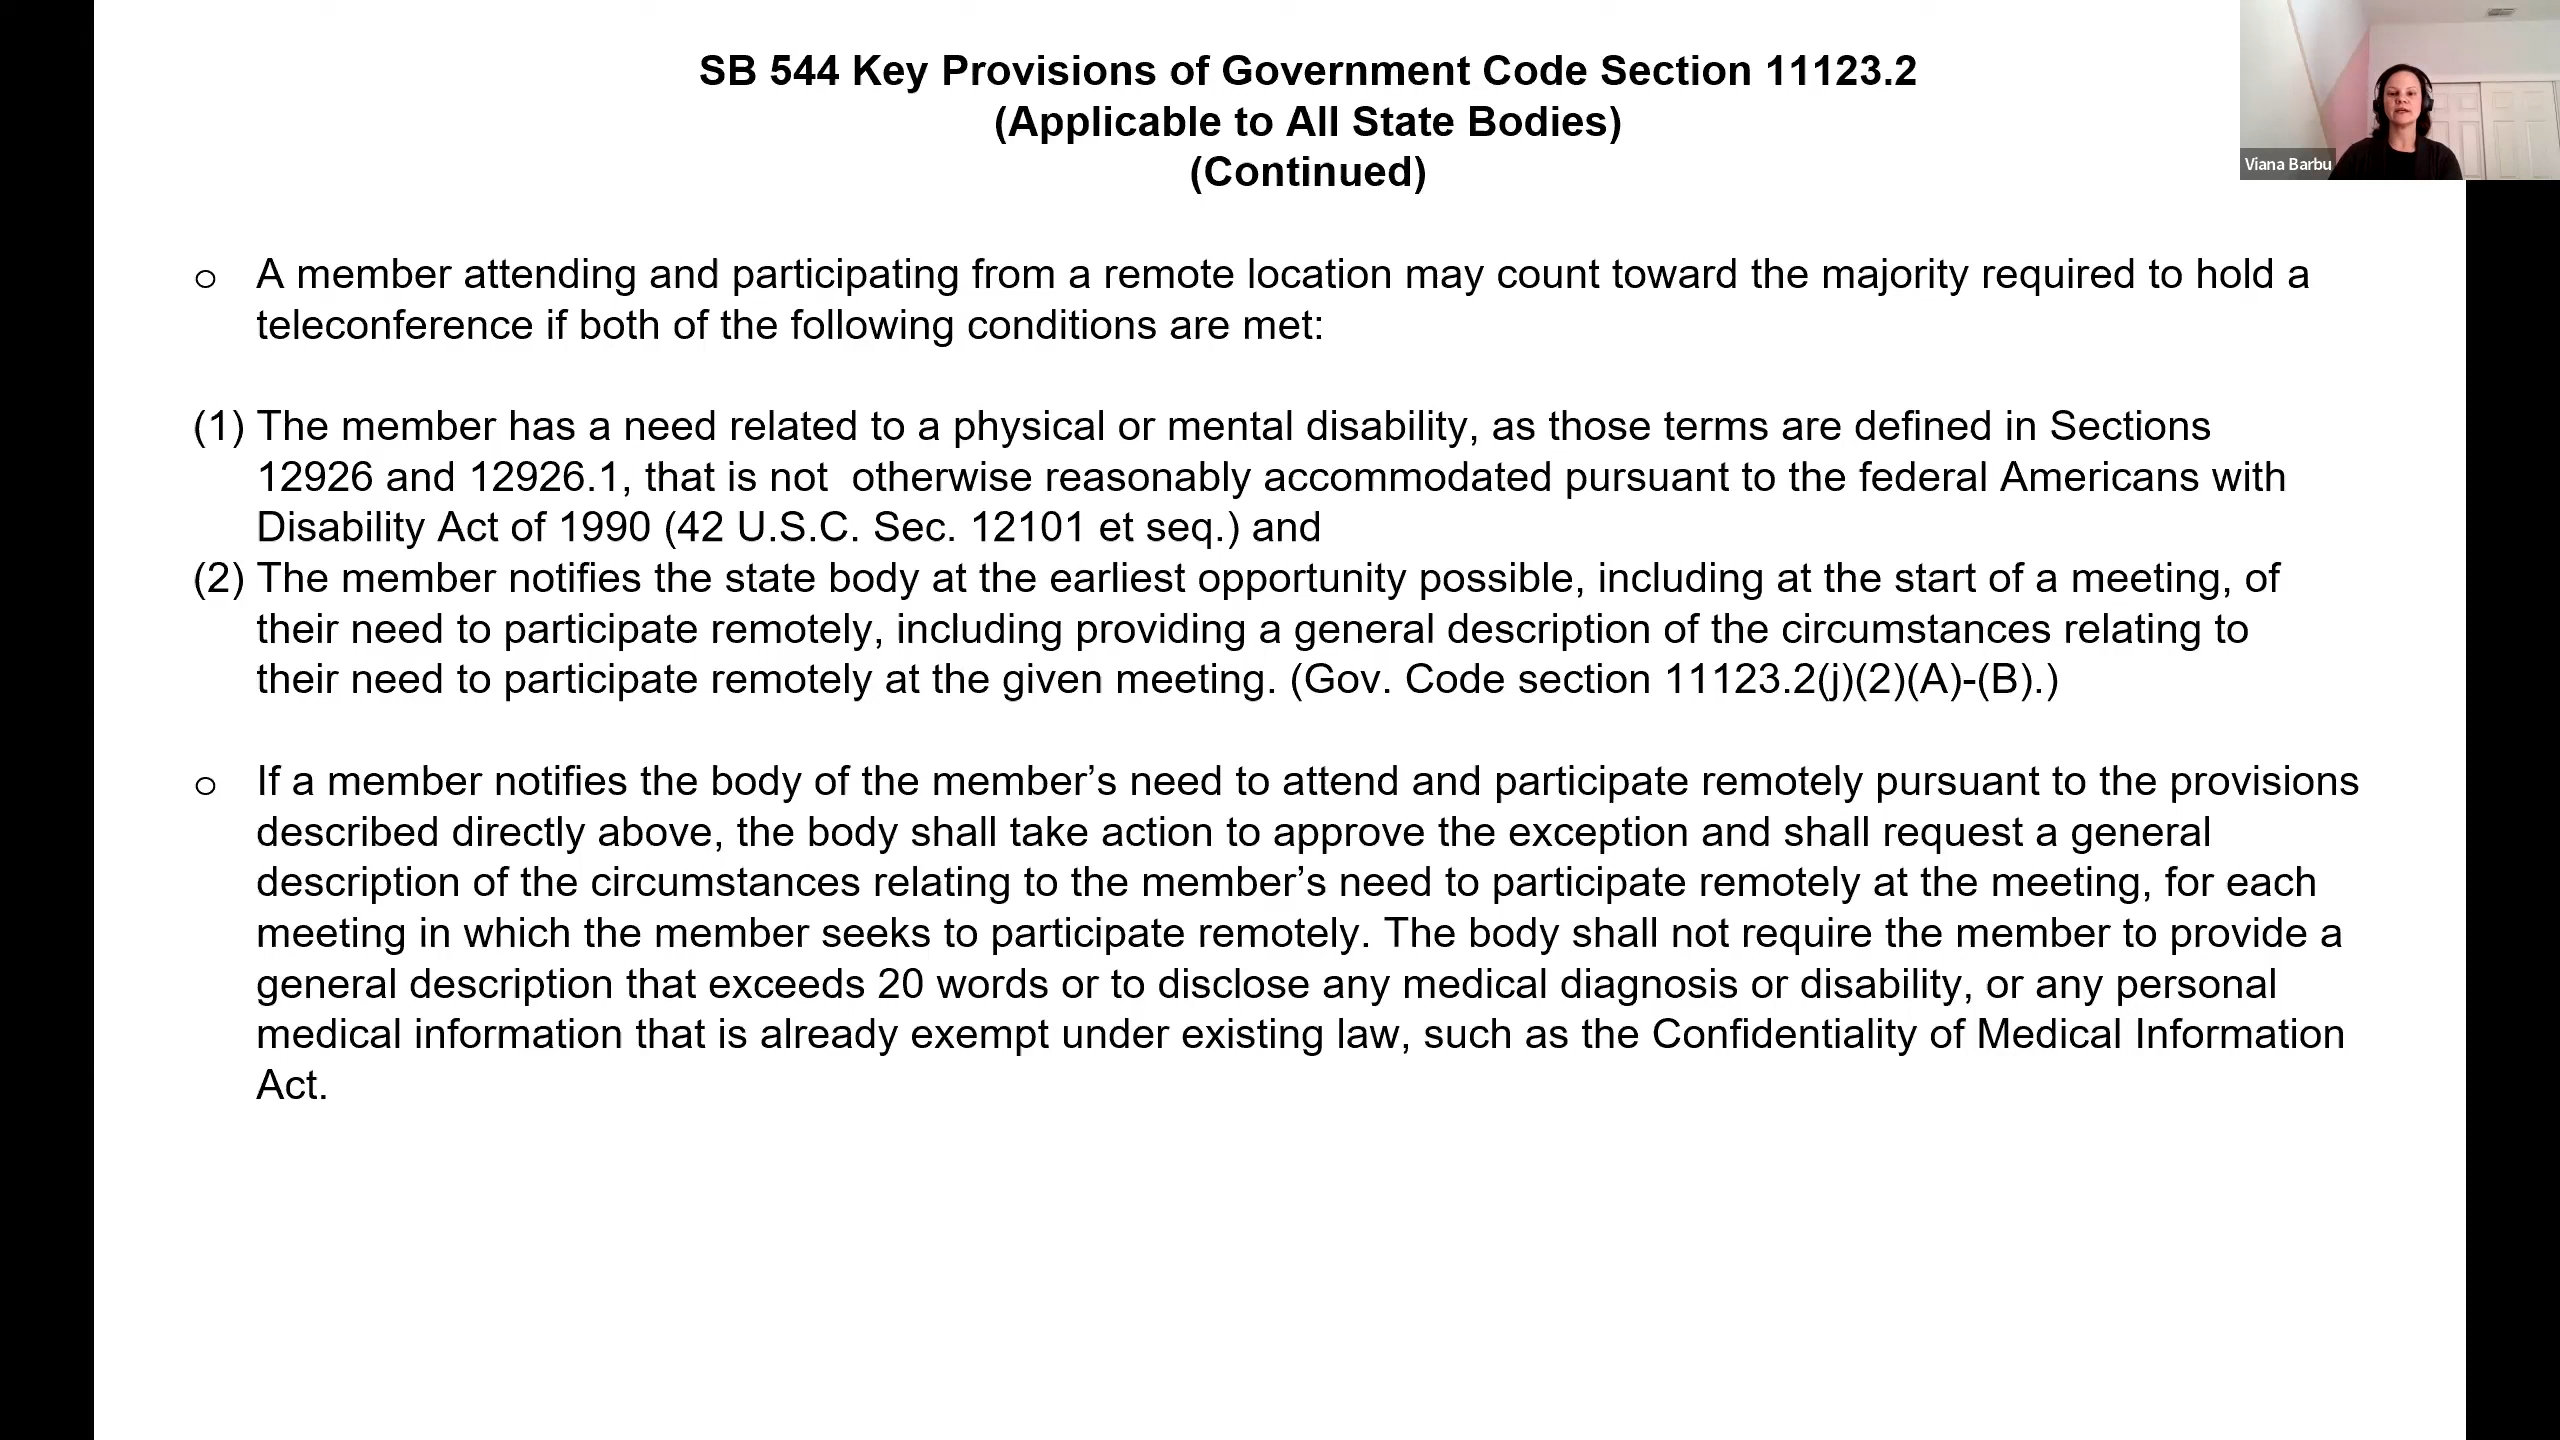 SB 544 Key Provisions of Government Code Section 11123.2
(Applicable to All State Bodies)
(Continued)
Viana Barbu
o A member attending and participating from a remote location may count toward the majority required to hold a
teleconference if both of the following conditions are met:
(1) The member has a need related to a physical or mental disability, as those terms are defined in Sections
12926 and 12926.1, that is not  otherwise reasonably accommodated pursuant to the federal Americans with
Disability Act of 1990 (42 U.S.C. Sec. 12101 et seq.) and
(2) The member notifies the state body at the earliest opportunity possible, including at the start of a meeting, of
their need to participate remotely, including providing a general description of the circumstances relating to
their need to participate remotely at the given meeting. (Gov. Code section 11123.2(j)(2)(A)-(B).)
o If a member notifies the body of the member’s need to attend and participate remotely pursuant to the provisions
described directly above, the body shall take action to approve the exception and shall request a general
description of the circumstances relating to the member’s need to participate remotely at the meeting, for each
meeting in which the member seeks to participate remotely. The body shall not require the member to provide a
general description that exceeds 20 words or to disclose any medical diagnosis or disability, or any personal
medical information that is already exempt under existing law, such as the Confidentiality of Medical Information
Act.